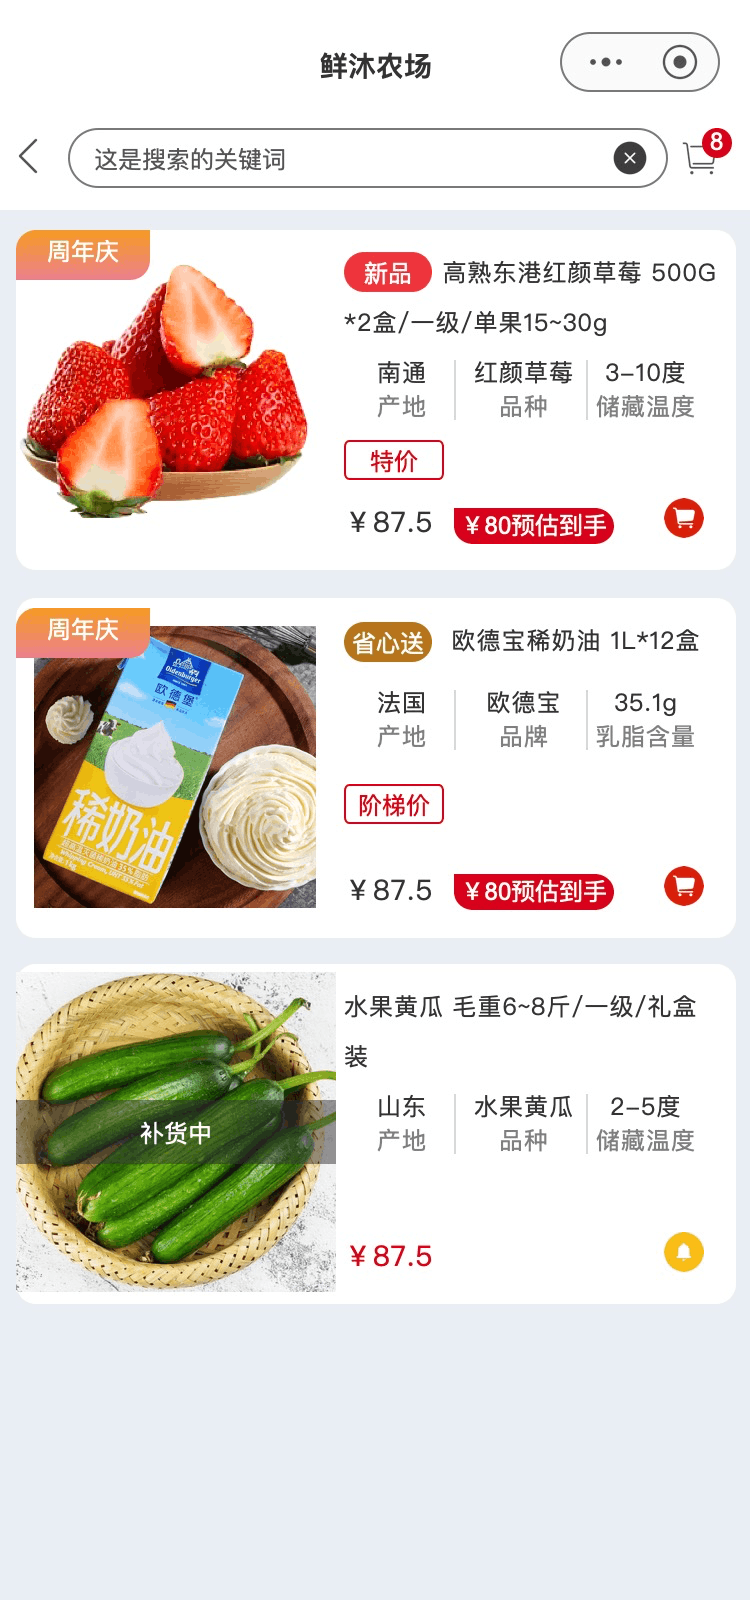 鲜沐农场
这是搜索的关键词
8
周年庆
新品 高熟东港红颜草莓 500G
*2盒/一级/单果15~30g
南通 红颜草莓 3-10度
产地 品种 储藏温度
特价
¥87.5 ¥80预估到手
周年庆
省心送 欧德宝稀奶油 1L*12盒
Oldenburger
欧德堡
稀奶油
法国 欧德宝 35.1g
产地 品牌 乳脂含量
阶梯价
¥87.5 ¥80预估到手
水果黄瓜 毛重6~8斤/一级/礼盒
装
山东 水果黄瓜 2-5度
产地 品种 储藏温度
补货中
¥87.5